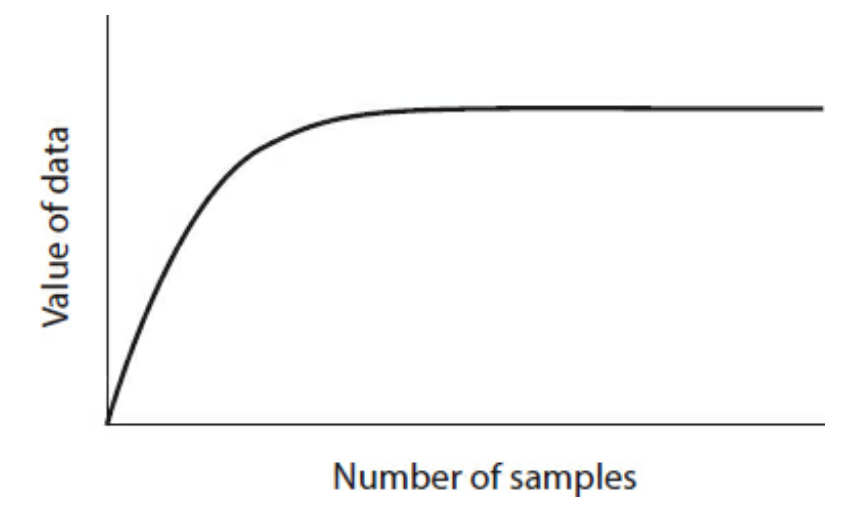 Value of data
Number of samples